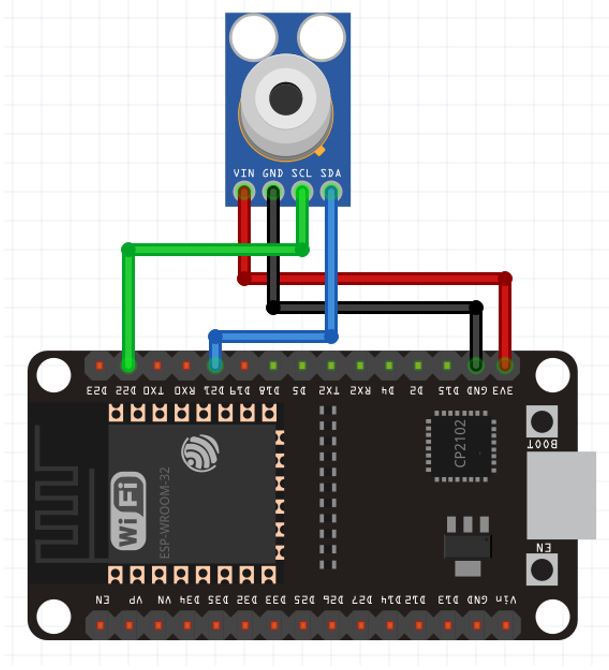 VIN GND SCL SDA
D23 D22 TXD RXD D21 D19 D18 D5 TX2 RX2 D4 D2 D15 GND 3V3
BOOT
CP2102
WiFi
ESP-WROOM-32
EN
EN VP VN D34 D35 D32 D33 D25 D26 D27 D14 D12 D13 GND Vin